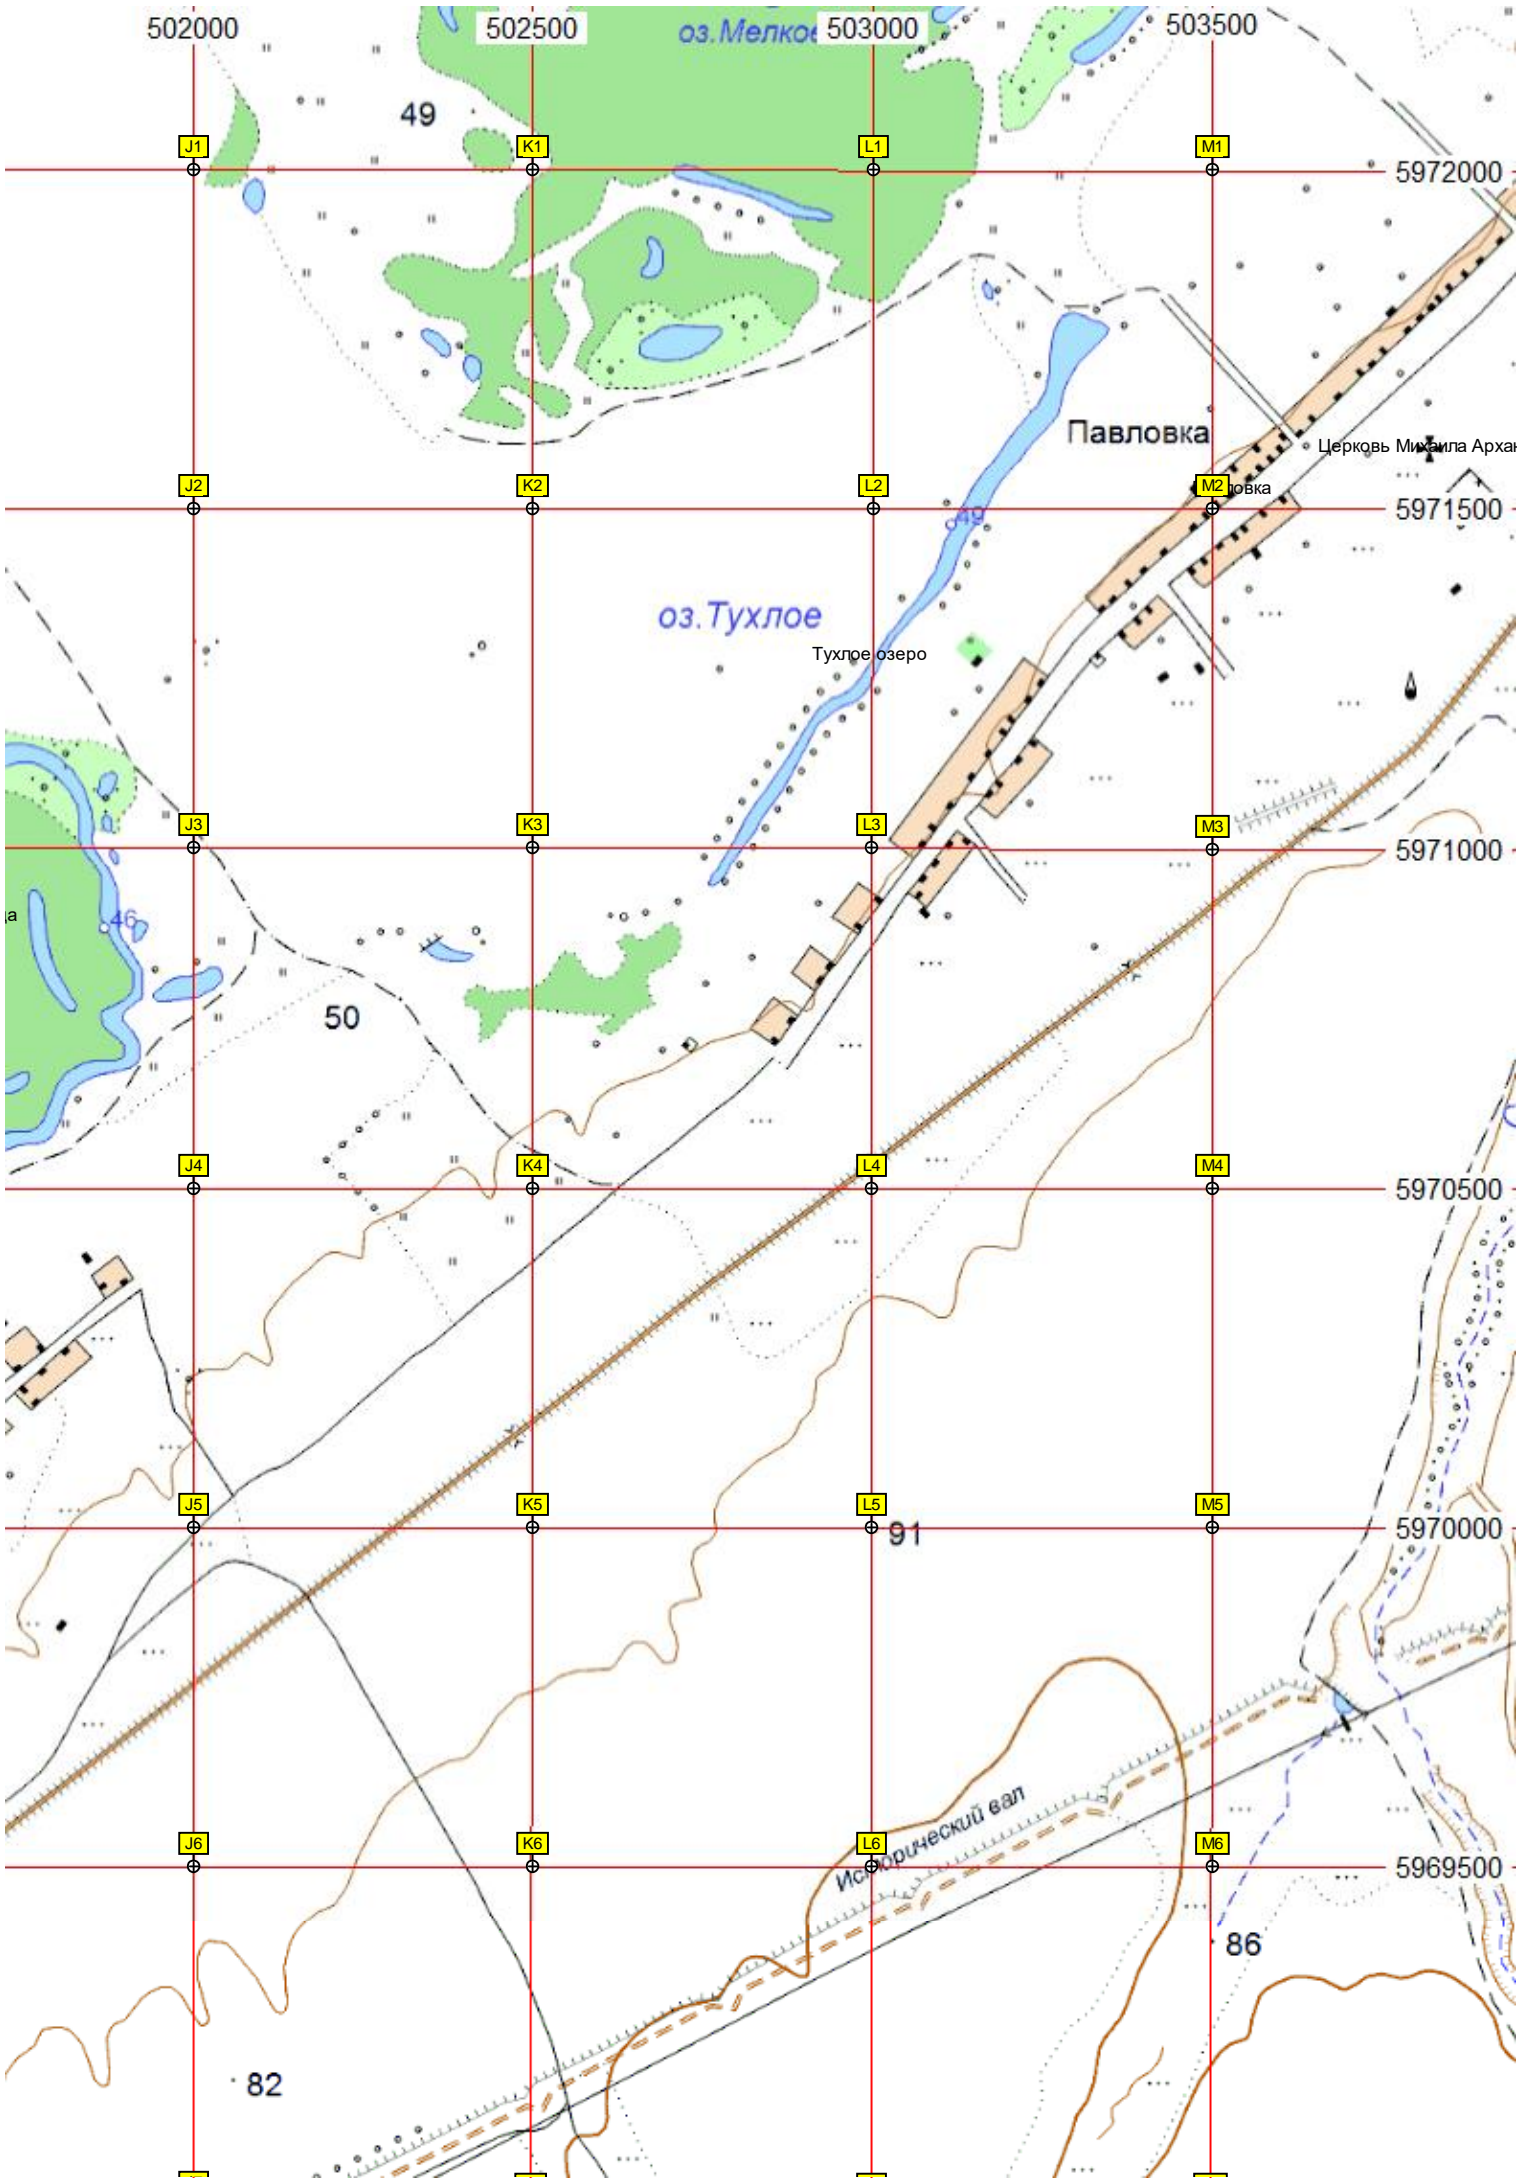 502000 502500 503000 503500
оз.Мелкое
49
J1 K1 L1 M1
5972000
Павловка
Церковь Михаила Арха
J2 K2 L2 M2
5971500
49
оз.Тухлое
Тухлое озеро
J3 K3 L3 M3
5971000
46
50
J4 K4 L4 M4
5970500
J5 K5 L5 M5
5970000
91
Исторический вал
J6 K6 L6 M6
5969500
86
82